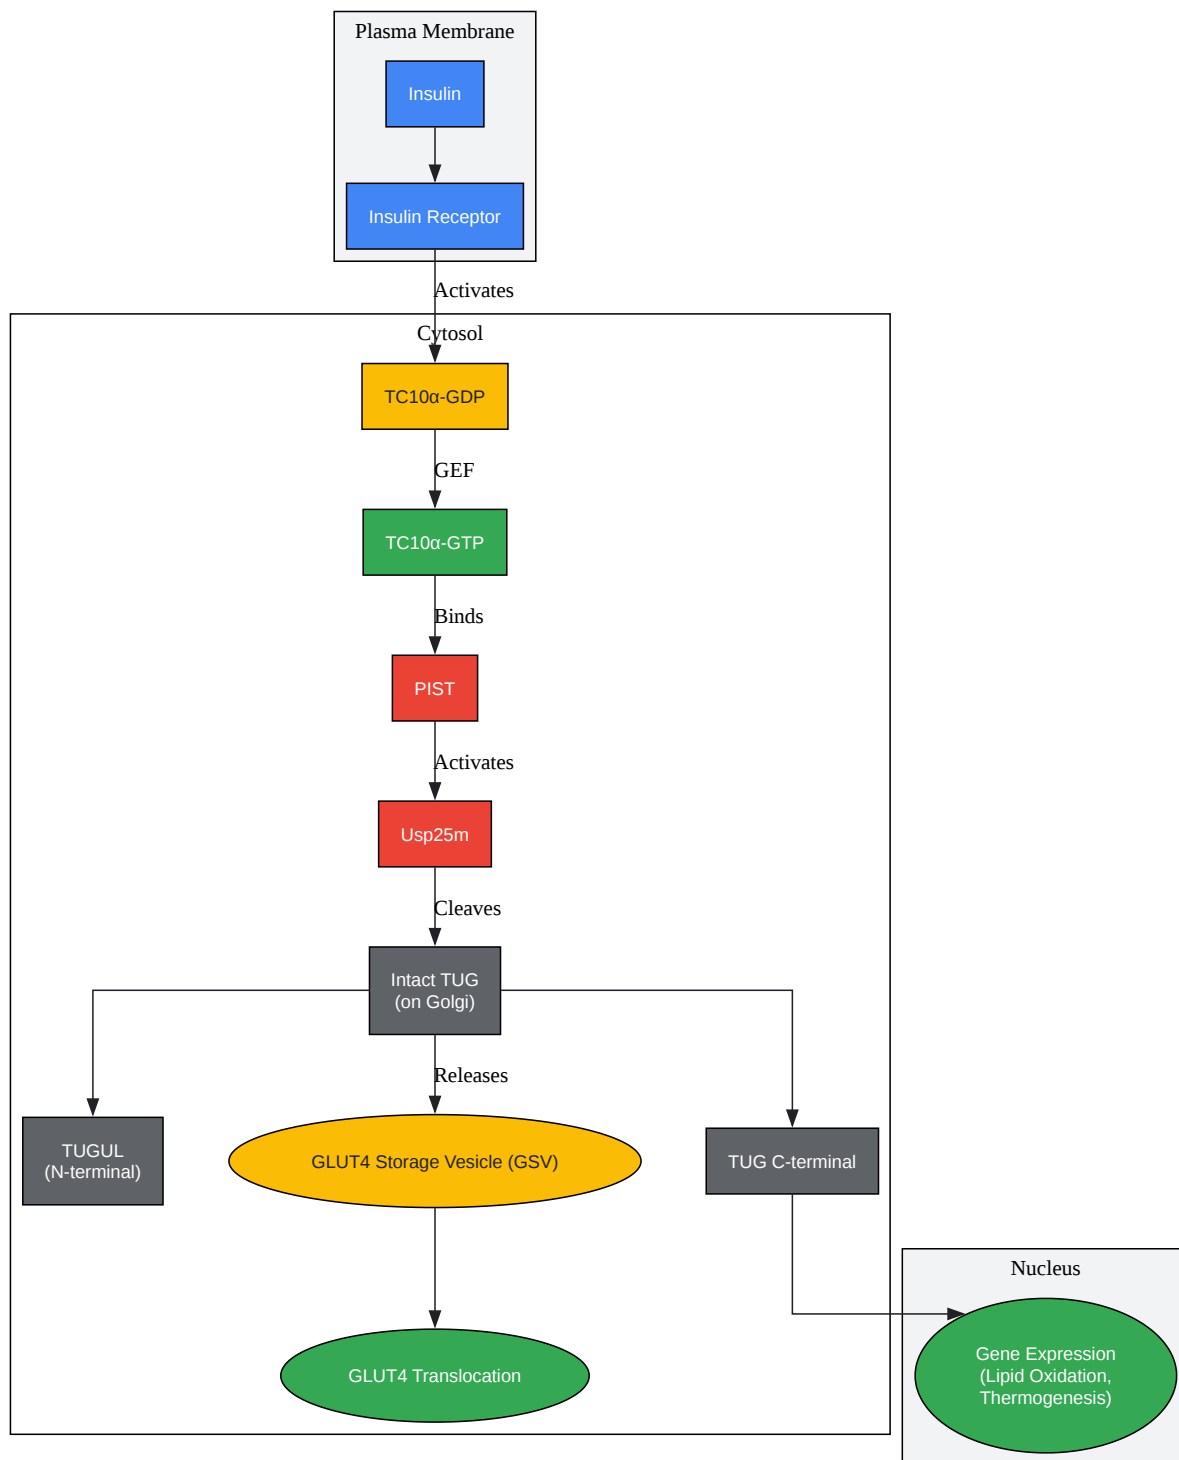 Plasma Membrane
Insulin
Insulin Receptor
Activates
Cytosol
TC10α-GDP
GEF
TC10α-GTP
Binds
PIST
Activates
Usp25m
Cleaves
Intact TUG
(on Golgi)
Releases
TUGUL
(N-terminal)
GLUT4 Storage Vesicle (GSV)
TUG C-terminal
Nucleus
GLUT4 Translocation
Gene Expression
(Lipid Oxidation,
Thermogenesis)